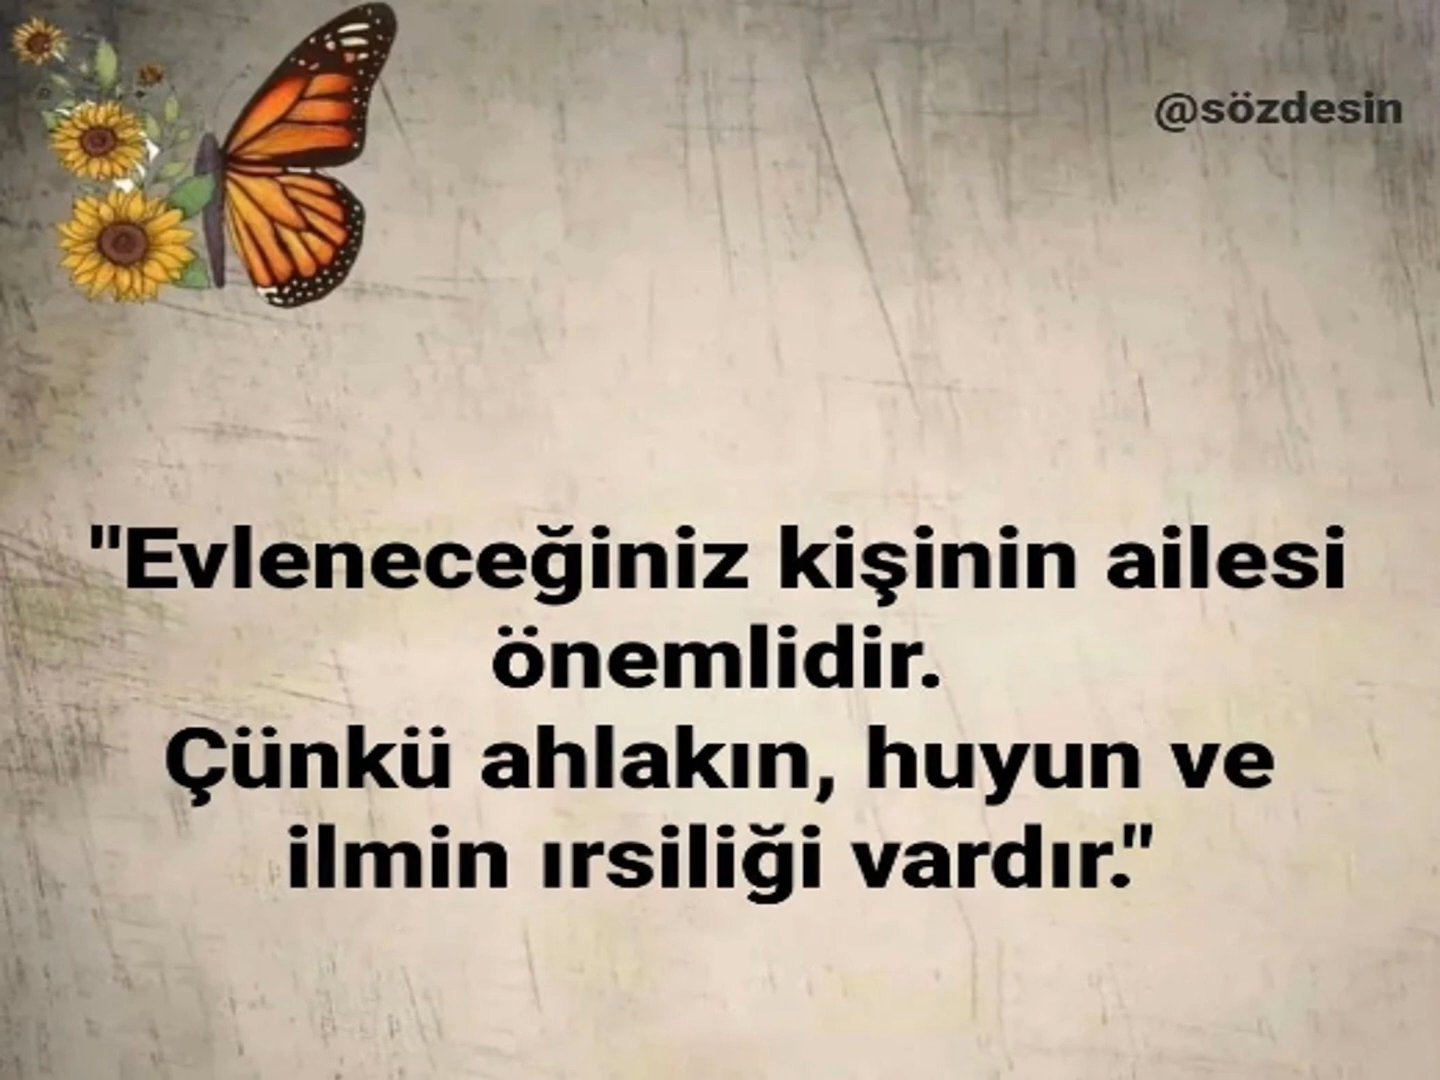 @sözdesin
"Evleneceğiniz kişinin ailesi
önemlidir.
Çünkü ahlakın, huyun ve
ilmin ırsiliği vardır."